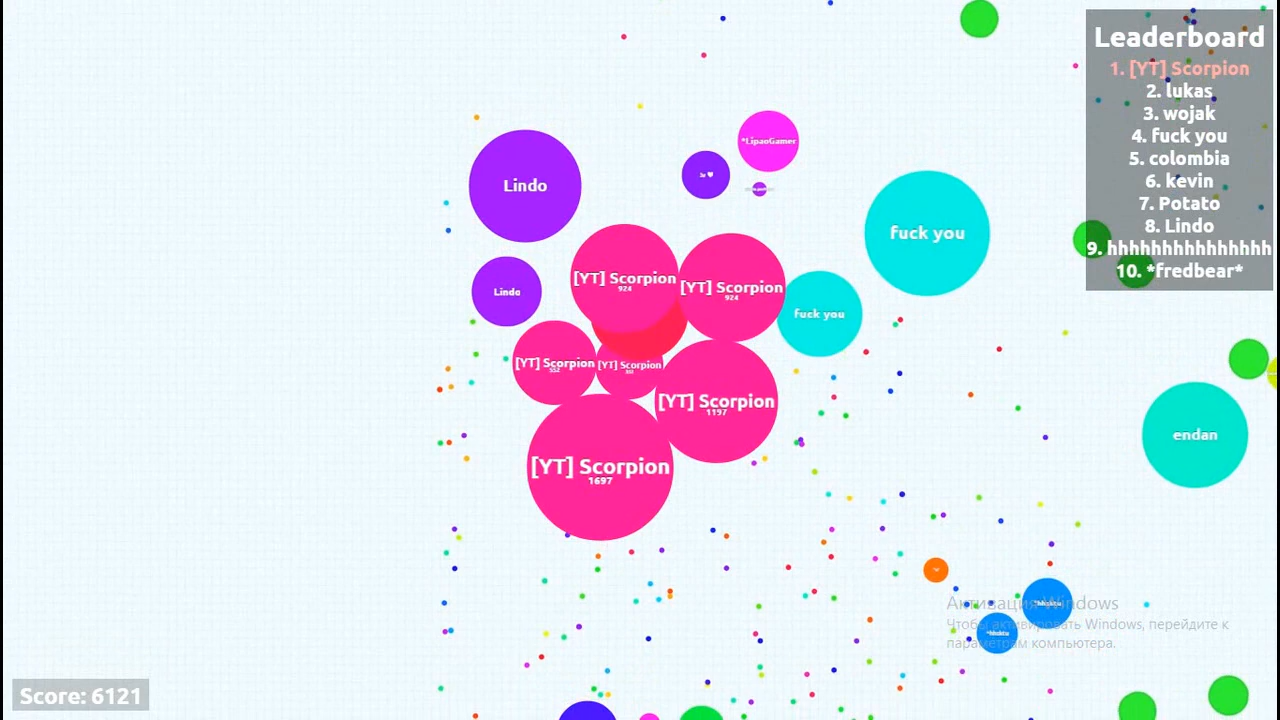 Leaderboard
1. [YT] Scorpion
2. lukas
3. wojak
4. fuck you
5. colombia
6. kevin
7. Potato
8. Lindo
9. hhhhhhhhhhhhhhh
10. *fredbear*
*LipaoGamer
Lindo
fuck you
[YT] Scorpion
924
[YT] Scorpion
924
Lindo
fuck you
[YT] Scorpion
552
[YT] Scorpion
[YT] Scorpion
1197
endan
[YT] Scorpion
1697
Активация Windows
Чтобы активировать Windows, перейдите к
параметрам компьютера.
Score: 6121